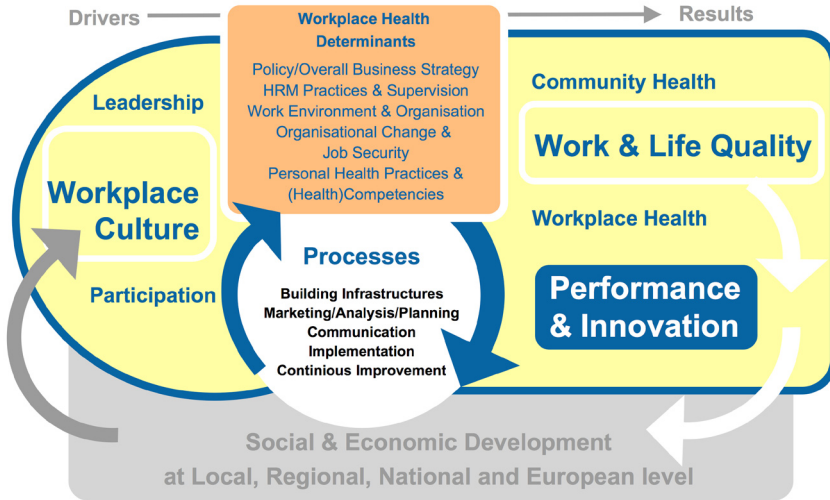 Drivers
Results
Workplace Health
Determinants
Policy/Overall Business Strategy
HRM Practices & Supervision
Work Environment & Organisation
Organisational Change &
Job Security
Personal Health Practices &
(Health)Competencies
Leadership
Workplace
Culture
Participation
Processes
Building Infrastructures
Marketing/Analysis/Planning
Communication
Implementation
Continious Improvement
Community Health
Work & Life Quality
Workplace Health
Performance
& Innovation
Social & Economic Development
at Local, Regional, National and European level